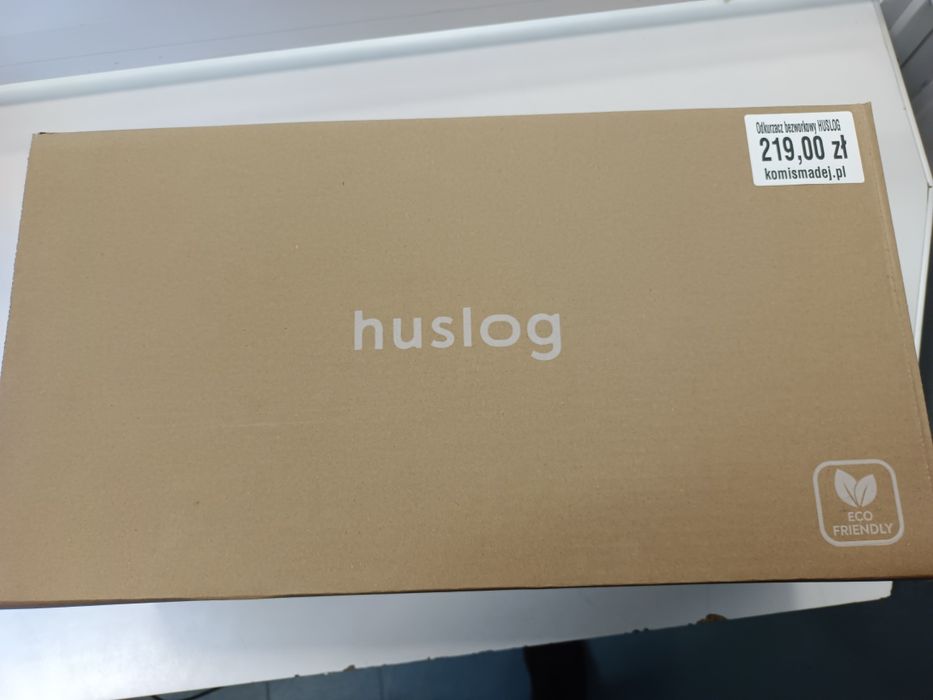 Odkurzacz bezworkowy HUSLOG
219,00 zł
komismadej.pl
huslog
ECO
FRIENDLY